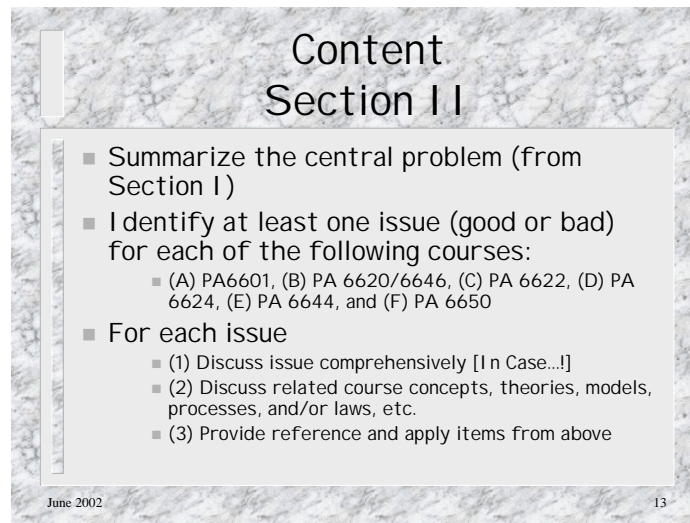 Content
Section II
Summarize the central problem (from
Section I)
Identify at least one issue (good or bad)
for each of the following courses:
(A) PA6601, (B) PA 6620/6646, (C) PA 6622, (D) PA
6624, (E) PA 6644, and (F) PA 6650
For each issue
(1) Discuss issue comprehensively [In Case...!]
(2) Discuss related course concepts, theories, models,
processes, and/or laws, etc.
(3) Provide reference and apply items from above
June 2002
13